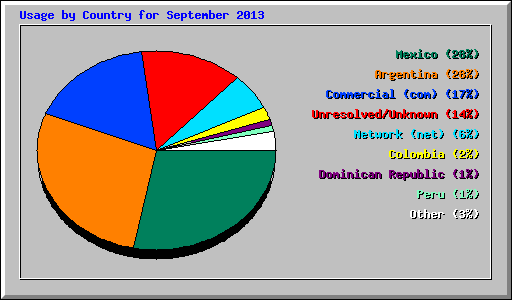 Usage by Country for September 2013
Mexico (28%)
Argentina (28%)
Commercial (com) (17%)
Unresolved/Unknown (14%)
Network (net) (6%)
Colombia (2%)
Dominican Republic (1%)
Peru (1%)
Other (3%)